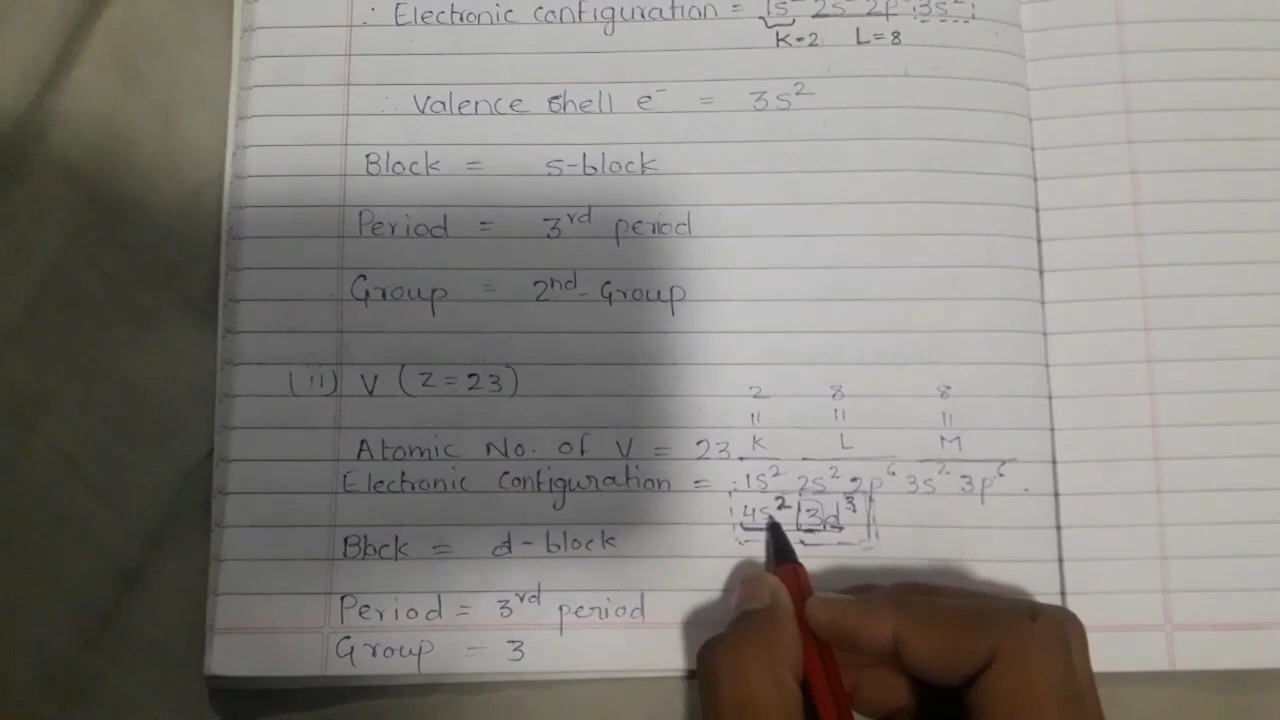 ∴ Electronic configuration = 1s² 2s² 2p⁶ 3s²
K=2 L=8
∴ Valence shell e⁻ = 3s²
Block = s-block
Period = 3rd period
Group = 2nd Group
(ii) V (Z=23)
2 8 8
॥ ॥ ॥
Atomic No. of V = 23 K L M
Electronic Configuration = 1s² 2s² 2p⁶ 3s² 3p⁶
4s² 3d³
Block = d-block
Period = 3rd period
Group = 3